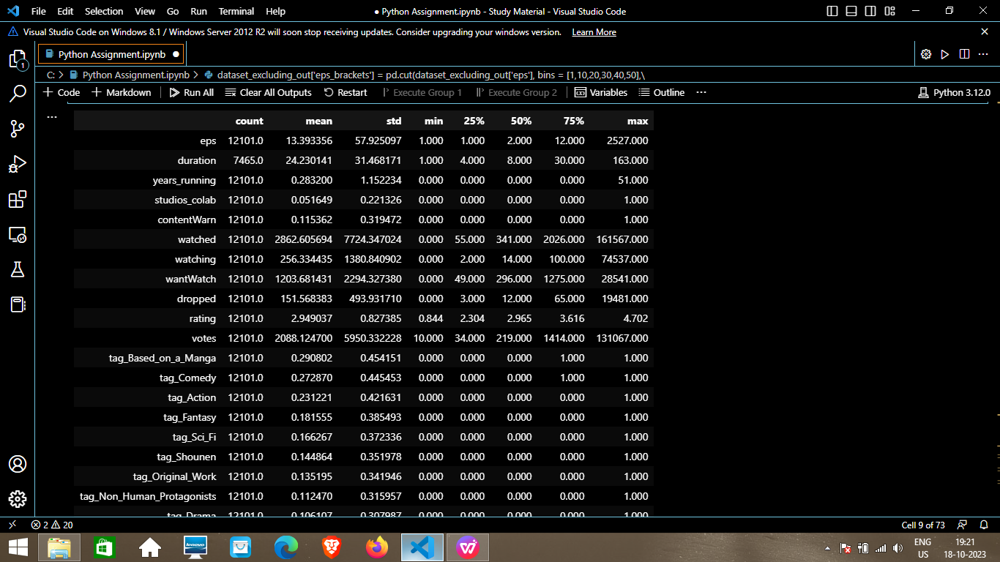 File Edit Selection View Go Run Terminal Help ● Python Assignment.ipynb - Study Material - Visual Studio Code
Visual Studio Code on Windows 8.1 / Windows Server 2012 R2 will soon stop receiving updates. Consider upgrading your windows version. Learn More
1
Python Assignment.ipynb ●
C: > Python Assignment.ipynb > dataset_excluding_out['eps_brackets'] = pd.cut(dataset_excluding_out['eps'], bins = [1,10,20,30,40,50],\
+ Code + Markdown Run All Clear All Outputs Restart Execute Group 1 Execute Group 2 Variables Outline ··· Python 3.12.0
... count mean std min 25% 50% 75% max
eps 12101.0 13.393356 57.925097 1.000 1.000 2.000 12.000 2527.000
duration 7465.0 24.230141 31.468171 1.000 4.000 8.000 30.000 163.000
years_running 12101.0 0.283200 1.152234 0.000 0.000 0.000 0.000 51.000
studios_colab 12101.0 0.051649 0.221326 0.000 0.000 0.000 0.000 1.000
contentWarn 12101.0 0.115362 0.319472 0.000 0.000 0.000 0.000 1.000
watched 12101.0 2862.605694 7724.347024 0.000 55.000 341.000 2026.000 161567.000
watching 12101.0 256.334435 1380.840902 0.000 2.000 14.000 100.000 74537.000
wantWatch 12101.0 1203.681431 2294.327380 0.000 49.000 296.000 1275.000 28541.000
dropped 12101.0 151.568383 493.931710 0.000 3.000 12.000 65.000 19481.000
rating 12101.0 2.949037 0.827385 0.844 2.304 2.965 3.616 4.702
votes 12101.0 2088.124700 5950.332228 10.000 34.000 219.000 1414.000 131067.000
tag_Based_on_a_Manga 12101.0 0.290802 0.454151 0.000 0.000 0.000 1.000 1.000
tag_Comedy 12101.0 0.272870 0.445453 0.000 0.000 0.000 1.000 1.000
tag_Action 12101.0 0.231221 0.421631 0.000 0.000 0.000 0.000 1.000
tag_Fantasy 12101.0 0.181555 0.385493 0.000 0.000 0.000 0.000 1.000
tag_Sci_Fi 12101.0 0.166267 0.372336 0.000 0.000 0.000 0.000 1.000
tag_Shounen 12101.0 0.144864 0.351978 0.000 0.000 0.000 0.000 1.000
tag_Original_Work 12101.0 0.135195 0.341946 0.000 0.000 0.000 0.000 1.000
tag_Non_Human_Protagonists 12101.0 0.112470 0.315957 0.000 0.000 0.000 0.000 1.000
tag_Drama 12101.0 0.106107 0.307987 0.000 0.000 0.000 0.000 1.000
2 20 Cell 9 of 73
lenovo
ENG 19:21
US 18-10-2023